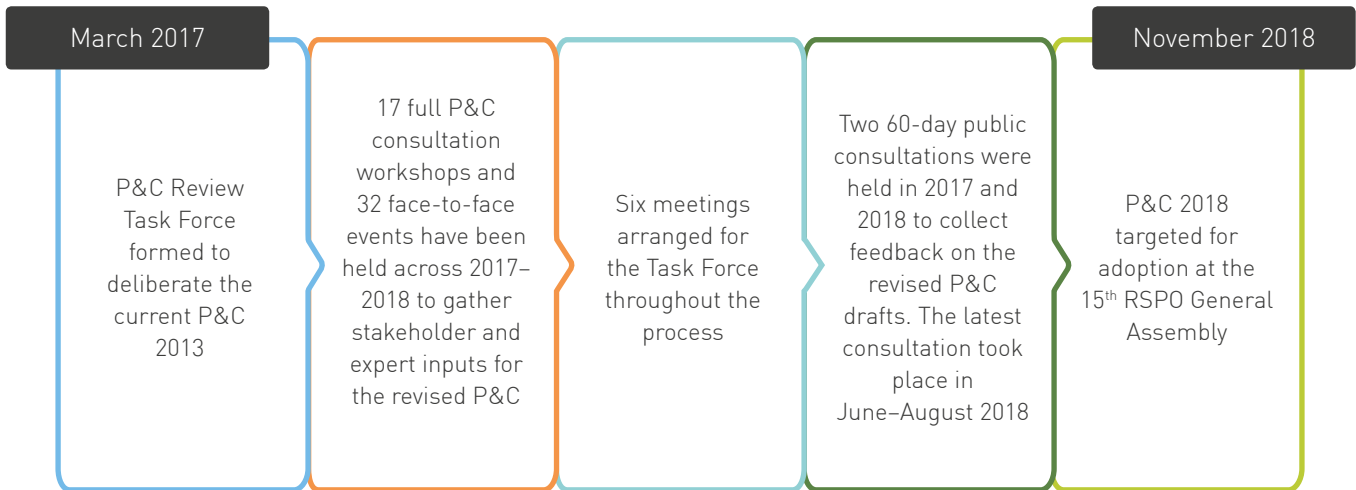 March 2017
November 2018
P&C Review
Task Force
formed to
deliberate the
current P&C
2013
17 full P&C
consultation
workshops and
32 face-to-face
events have been
held across 2017–
2018 to gather
stakeholder and
expert inputs for
the revised P&C
Six meetings
arranged for
the Task Force
throughout the
process
Two 60-day public
consultations were
held in 2017 and
2018 to collect
feedback on the
revised P&C
drafts. The latest
consultation took
place in
June–August 2018
P&C 2018
targeted for
adoption at the
15th RSPO General
Assembly